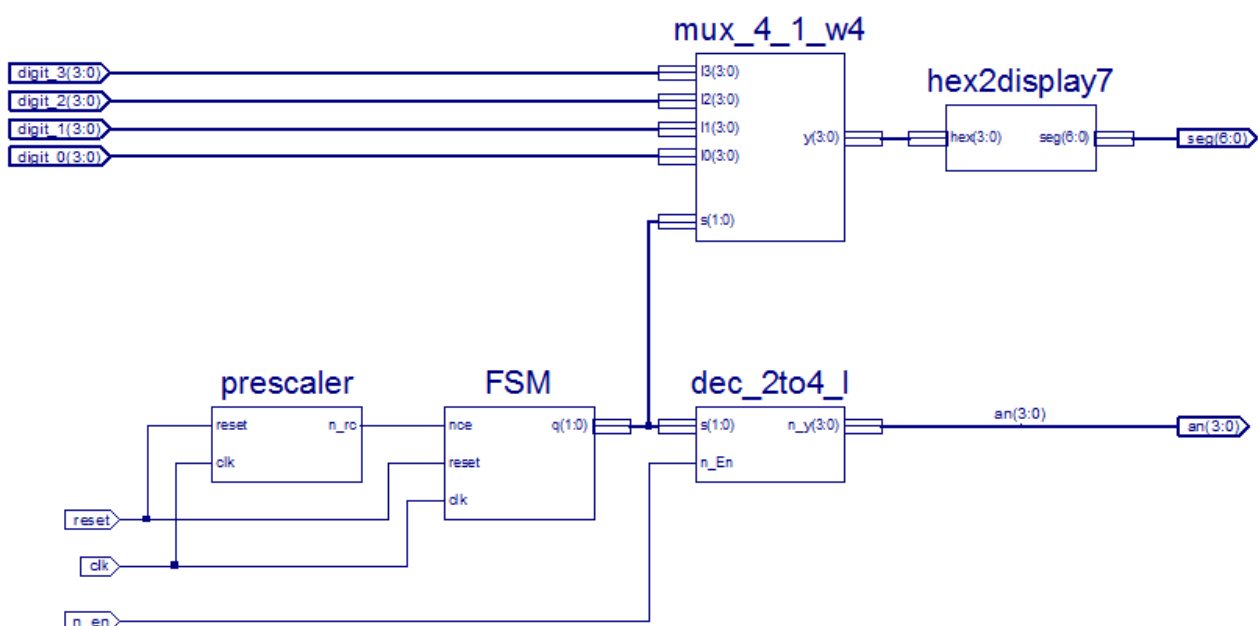 mux_4_1_w4
hex2display7
digit_3(3:0)
digit_2(3:0)
digit_1(3:0)
digit_0(3:0)
I3(3:0)
I2(3:0)
I1(3:0)
I0(3:0)
s(1:0)
y(3:0)
hex(3:0) seg(6:0)
seg(6:0)
prescaler
FSM
dec_2to4_l
reset n_rc
clk
nce q(1:0)
reset
clk
s(1:0) n_y(3:0)
n_En
an(3:0)
an(3:0)
reset
clk
n_en